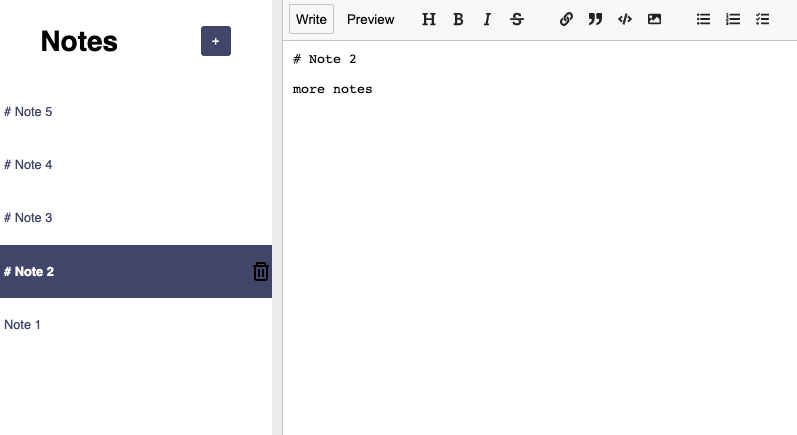 Notes
+
# Note 5
# Note 4
# Note 3
# Note 2
Note 1
Write Preview
# Note 2
more notes